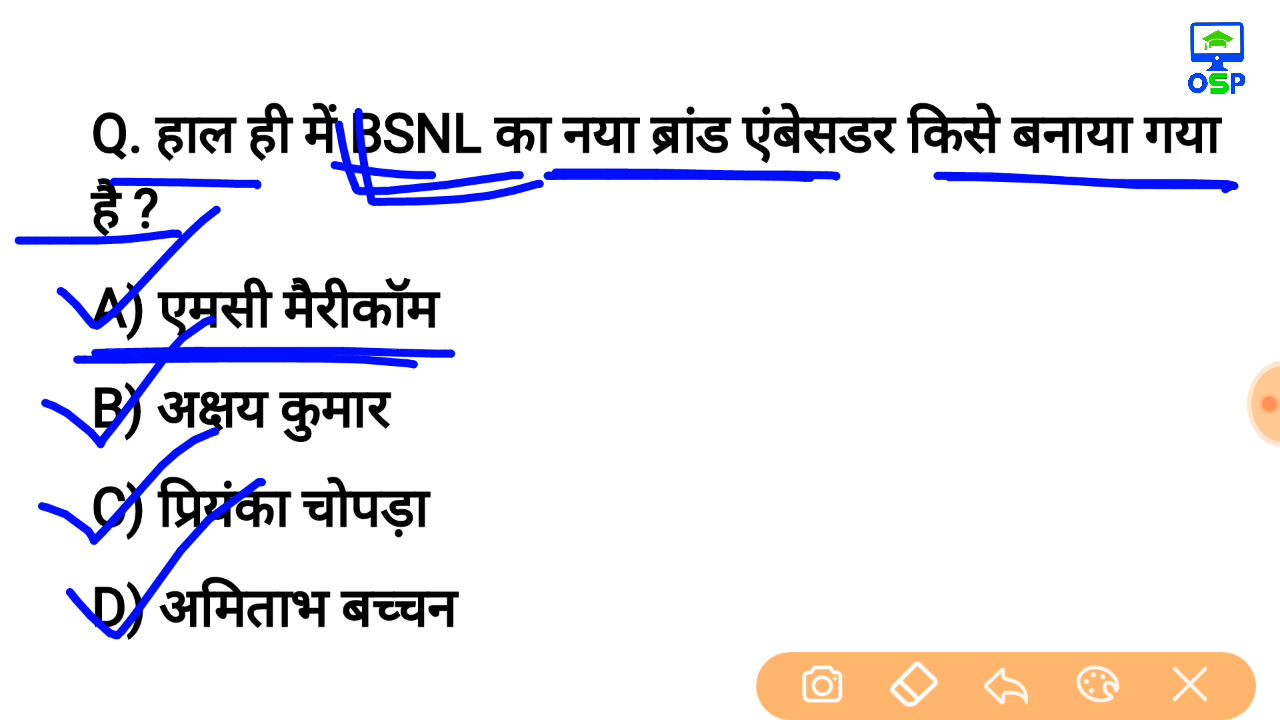 OSP
Q. हाल ही में BSNL का नया ब्रांड एंबेसडर किसे बनाया गया
है ?
A) एमसी मैरीकॉम
B) अक्षय कुमार
C) प्रियंका चोपड़ा
D) अमिताभ बच्चन